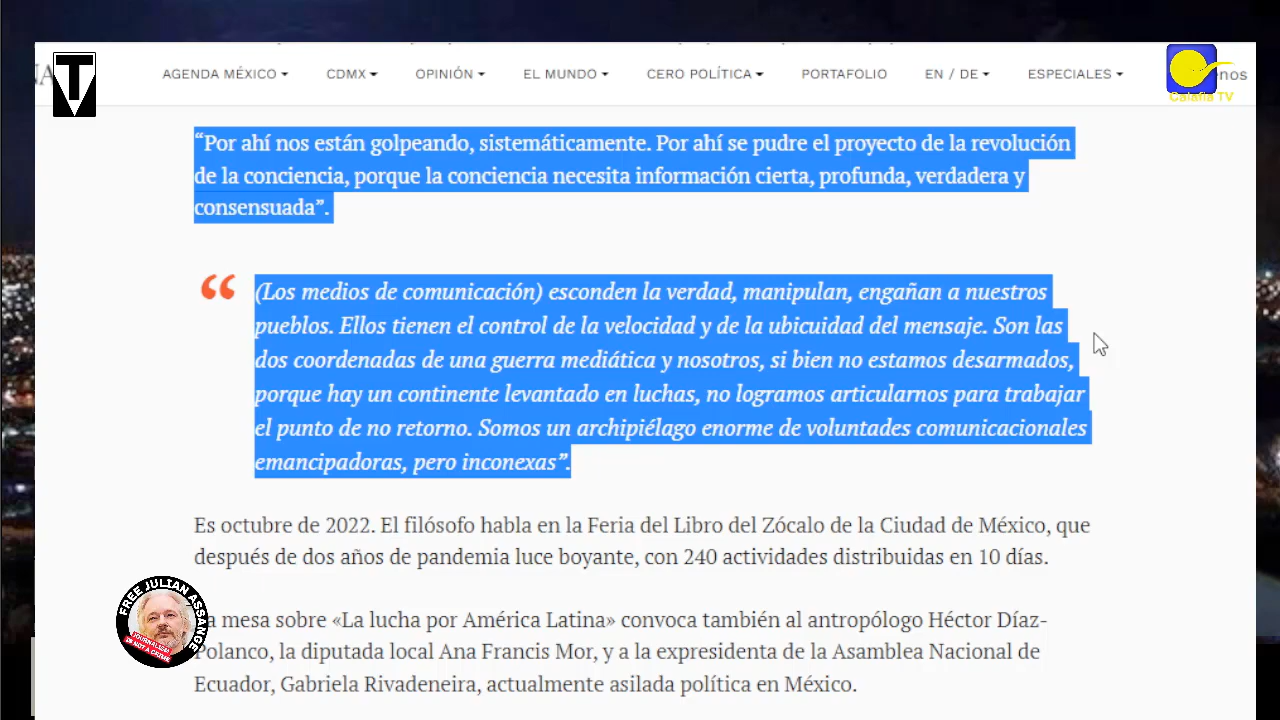 NA
AGENDA MÉXICO CDMX OPINIÓN EL MUNDO CERO POLÍTICA PORTAFOLIO EN / DE ESPECIALES enos
TV
Calafia TV
“Por ahí nos están golpeando, sistemáticamente. Por ahí se pudre el proyecto de la revolución
de la conciencia, porque la conciencia necesita información cierta, profunda, verdadera y
consensuada”.
“
(Los medios de comunicación) esconden la verdad, manipulan, engañan a nuestros
pueblos. Ellos tienen el control de la velocidad y de la ubicuidad del mensaje. Son las
dos coordenadas de una guerra mediática y nosotros, si bien no estamos desarmados,
porque hay un continente levantado en luchas, no logramos articularnos para trabajar
el punto de no retorno. Somos un archipiélago enorme de voluntades comunicacionales
emancipadoras, pero inconexas”.
Es octubre de 2022. El filósofo habla en la Feria del Libro del Zócalo de la Ciudad de México, que
después de dos años de pandemia luce boyante, con 240 actividades distribuidas en 10 días.
a mesa sobre «La lucha por América Latina» convoca también al antropólogo Héctor Díaz-
Polanco, la diputada local Ana Francis Mor, y a la expresidenta de la Asamblea Nacional de
Ecuador, Gabriela Rivadeneira, actualmente asilada política en México.
FREE JULIAN ASSANGE
JOURNALISM
IS NOT A CRIME